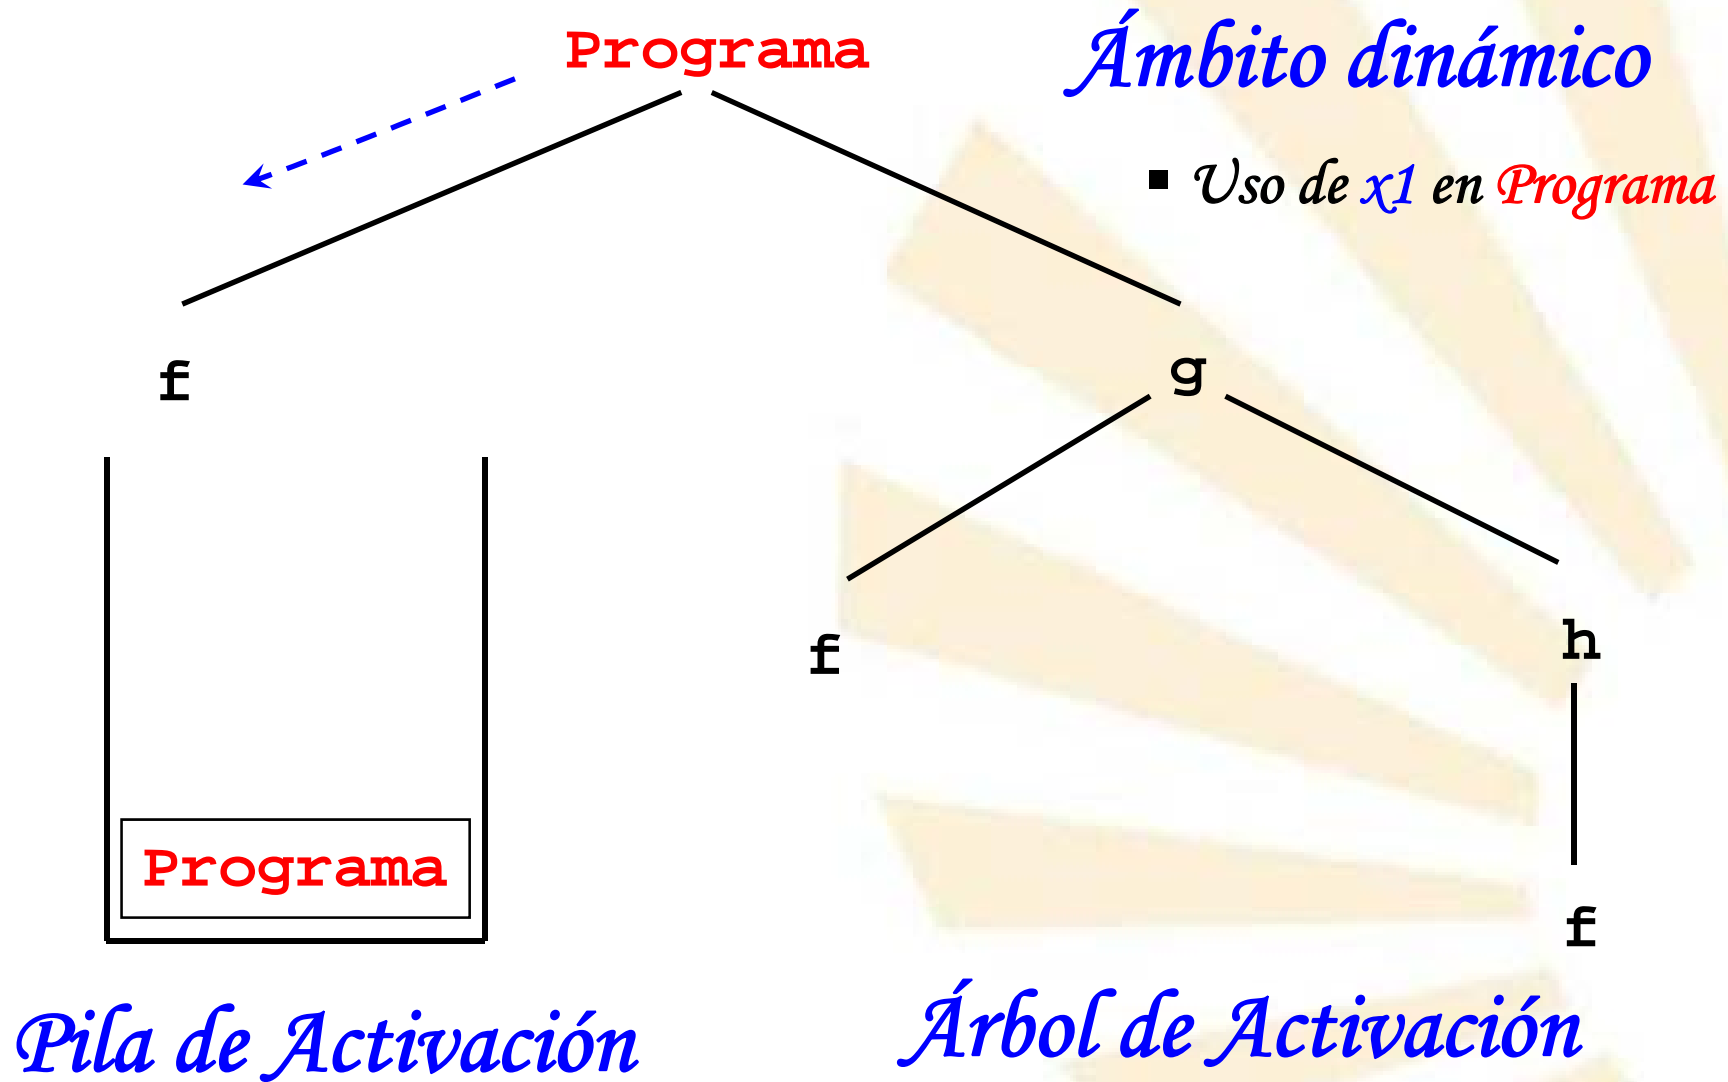 Programa
Ámbito dinámico
▪ Uso de x1 en Programa
f
g
f
h
Programa
f
Pila de Activación
Árbol de Activación